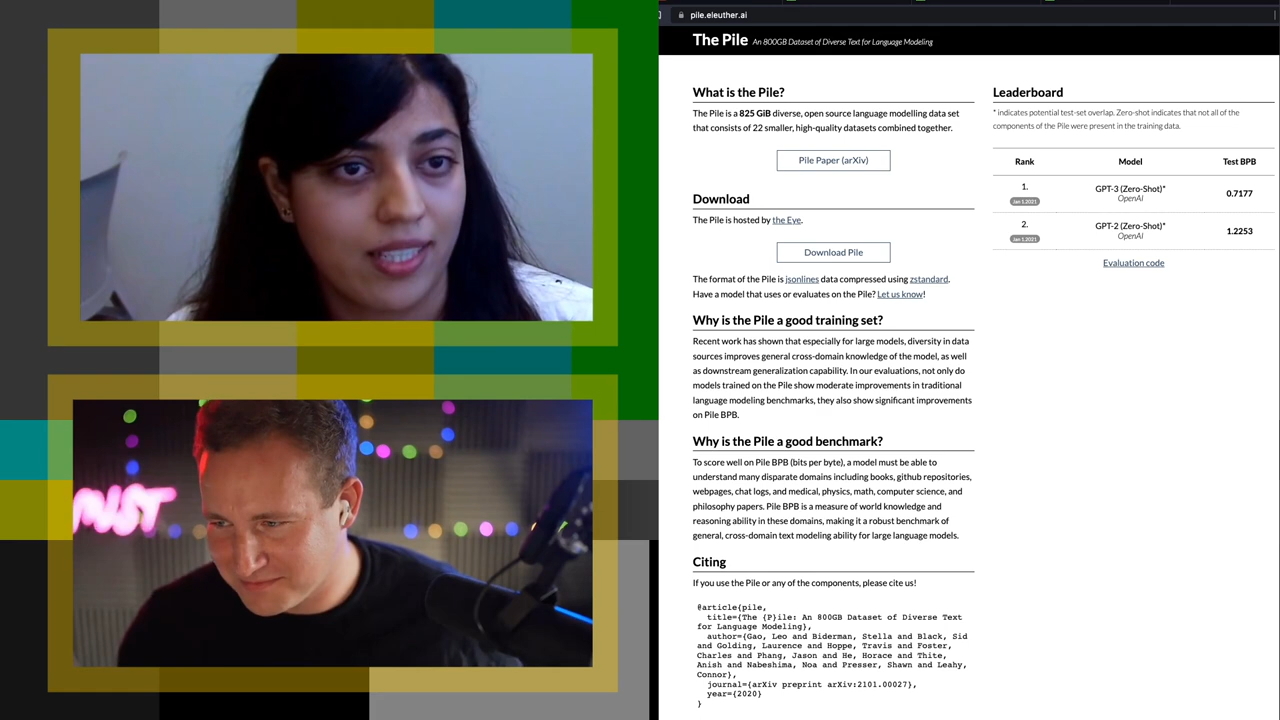 pile.eleuther.ai
The Pile An 800GB Dataset of Diverse Text for Language Modeling
What is the Pile?
The Pile is a 825 GiB diverse, open source language modelling data set
that consists of 22 smaller, high-quality datasets combined together.
Pile Paper (arXiv)
Download
The Pile is hosted by the Eye.
Download Pile
The format of the Pile is jsonlines data compressed using zstandard.
Have a model that uses or evaluates on the Pile? Let us know!
Why is the Pile a good training set?
Recent work has shown that especially for large models, diversity in data
sources improves general cross-domain knowledge of the model, as well
as downstream generalization capability. In our evaluations, not only do
models trained on the Pile show moderate improvements in traditional
language modeling benchmarks, they also show significant improvements
on Pile BPB.
Why is the Pile a good benchmark?
To score well on Pile BPB (bits per byte), a model must be able to
understand many disparate domains including books, github repositories,
webpages, chat logs, and medical, physics, math, computer science, and
philosophy papers. Pile BPB is a measure of world knowledge and
reasoning ability in these domains, making it a robust benchmark of
general, cross-domain text modeling ability for large language models.
Citing
If you use the Pile or any of the components, please cite us!
@article{pile,
title={The {P}ile: An 800GB Dataset of Diverse Text
for Language Modeling},
author={Gao, Leo and Biderman, Stella and Black, Sid
and Golding, Laurence and Hoppe, Travis and Foster,
Charles and Phang, Jason and He, Horace and Thite,
Anish and Nabeshima, Noa and Presser, Shawn and Leahy,
Connor},
journal={arXiv preprint arXiv:2101.00027},
year={2020}
}
Leaderboard
* indicates potential test-set overlap. Zero-shot indicates that not all of the
components of the Pile were present in the training data.
Rank Model Test BPB
1. GPT-3 (Zero-Shot)* 0.7177
Jan 1, 2021 OpenAI
2. GPT-2 (Zero-Shot)* 1.2253
Jan 1, 2021 OpenAI
Evaluation code